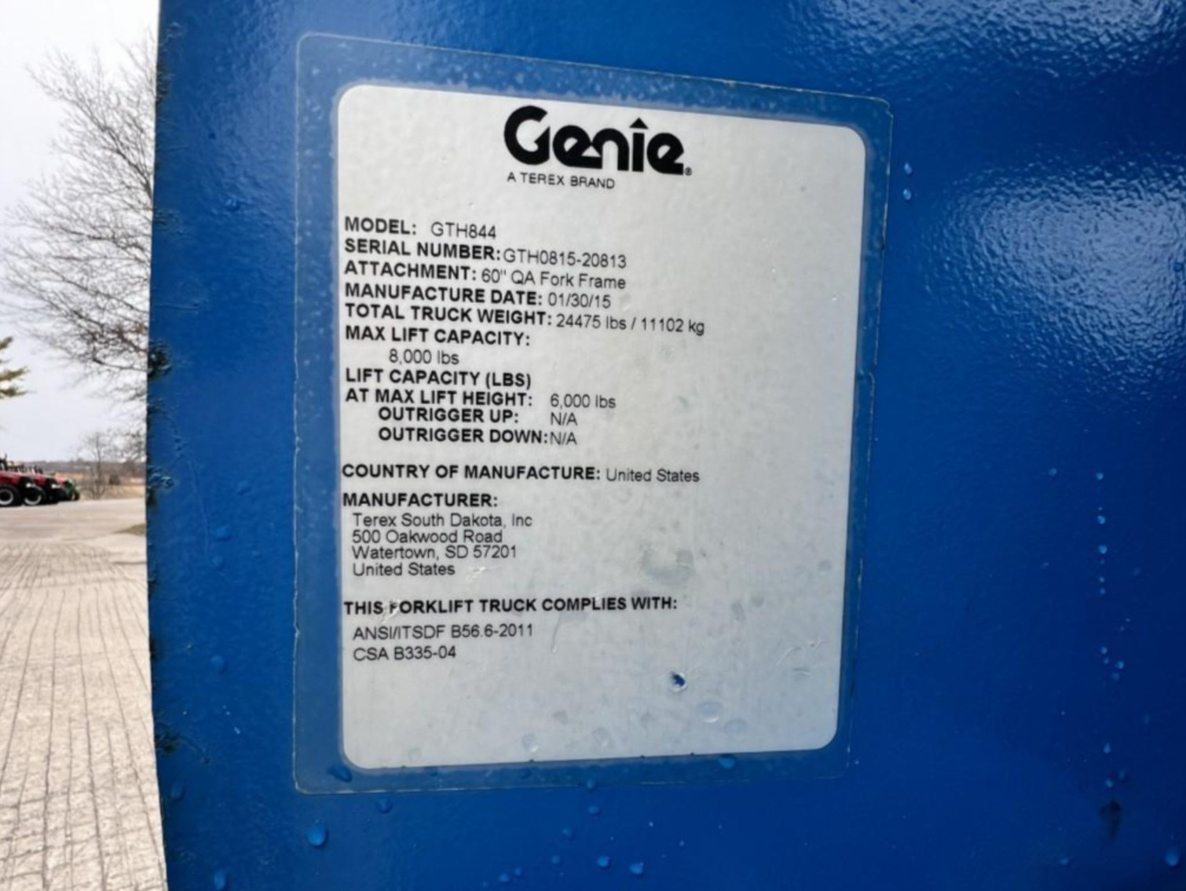 Genie®
A TEREX BRAND
MODEL: GTH844
SERIAL NUMBER: GTH0815-20813
ATTACHMENT: 60" QA Fork Frame
MANUFACTURE DATE: 01/30/15
TOTAL TRUCK WEIGHT: 24475 lbs / 11102 kg
MAX LIFT CAPACITY:
8,000 lbs
LIFT CAPACITY (LBS)
AT MAX LIFT HEIGHT: 6,000 lbs
OUTRIGGER UP: N/A
OUTRIGGER DOWN: N/A
COUNTRY OF MANUFACTURE: United States
MANUFACTURER:
Terex South Dakota, Inc
500 Oakwood Road
Watertown, SD 57201
United States
THIS FORKLIFT TRUCK COMPLIES WITH:
ANSI/ITSDF B56.6-2011
CSA B335-04